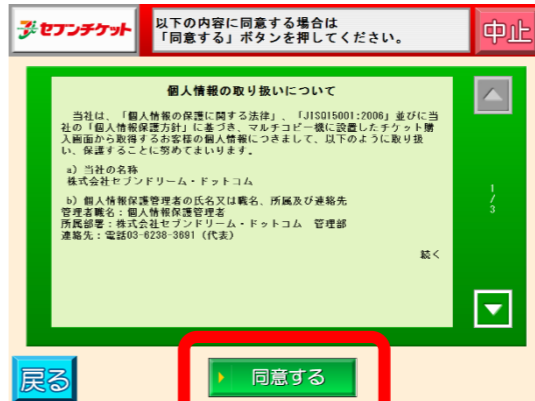 セブンチケット
以下の内容に同意する場合は
「同意する」ボタンを押してください。
中止
個人情報の取り扱いについて
当社は、「個人情報の保護に関する法律」、「JISQ15001:2006」並びに当
社の「個人情報保護方針」に基づき、マルチコピー機に設置したチケット購
入画面から取得するお客様の個人情報につきまして、以下のように取り扱
い、保護することに努めてまいります。
a) 当社の名称
株式会社セブンドリーム・ドットコム
b) 個人情報保護管理者の氏名又は職名、所属及び連絡先
管理者職名:個人情報保護管理者
所属部署:株式会社セブンドリーム・ドットコム 管理部
連絡先:電話03-6238-3691 (代表)
続く
1/3
戻る
同意する